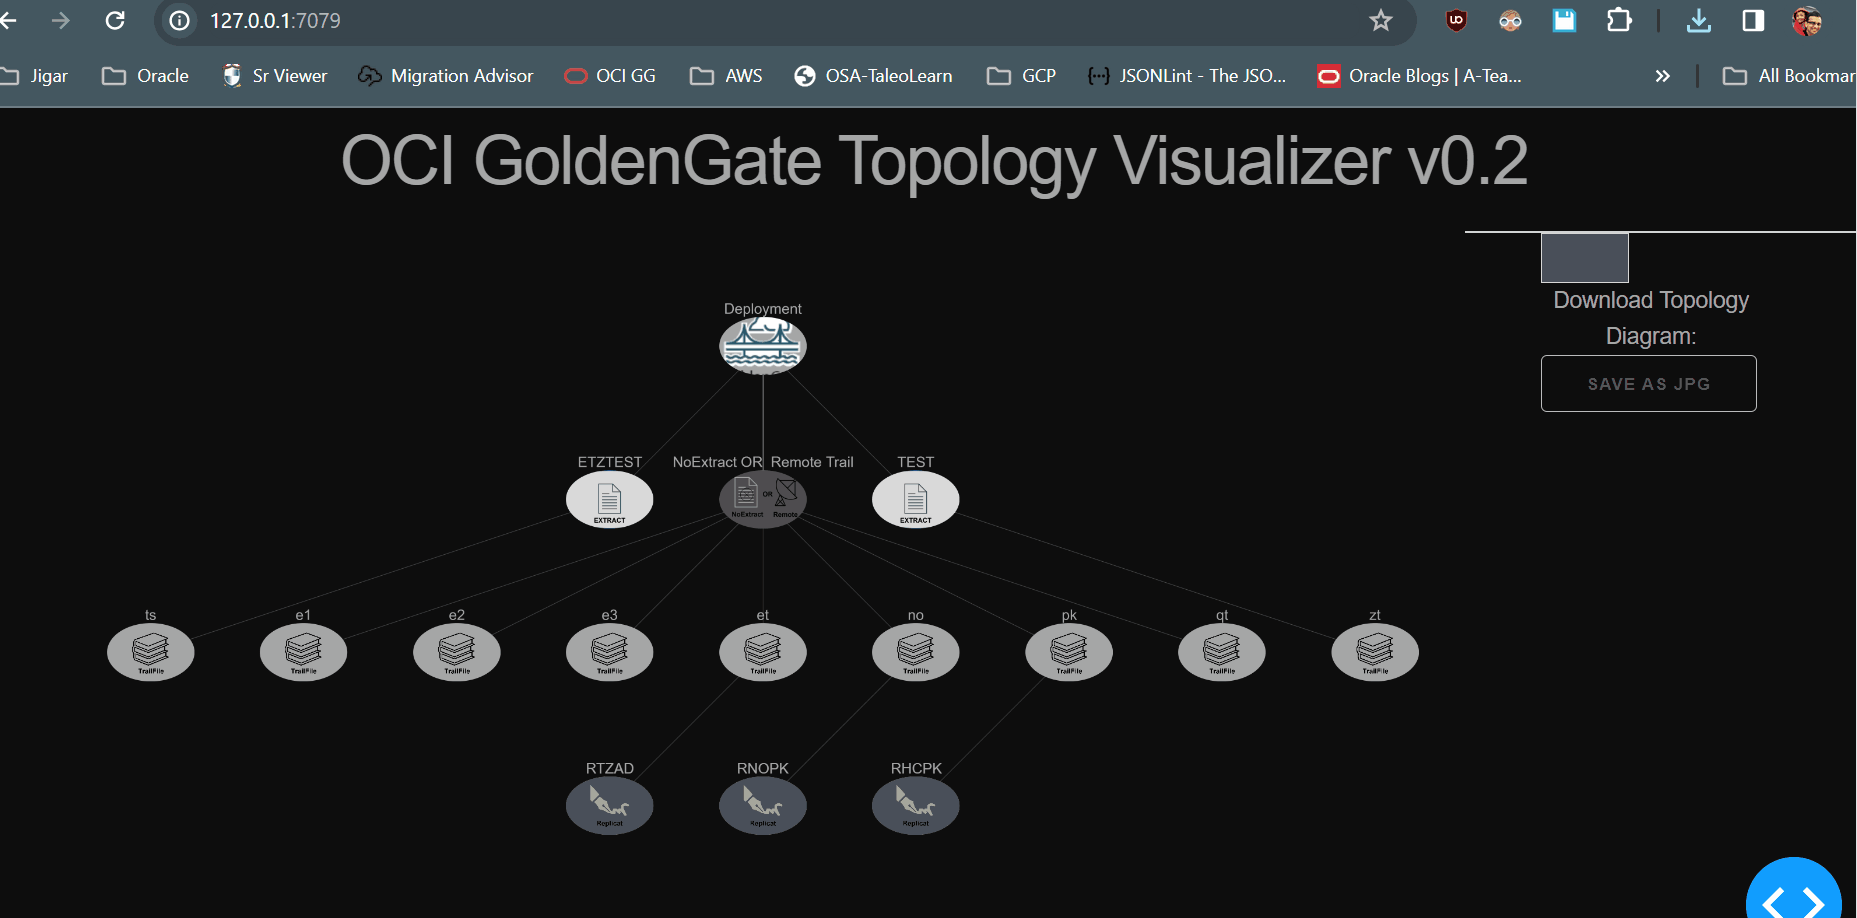 127.0.0.1:7079
Jigar Oracle Sr Viewer Migration Advisor OCI GG AWS OSA-TaleoLearn GCP JSONLint - The JSO... Oracle Blogs | A-Tea... » All Bookmar
OCI GoldenGate Topology Visualizer v0.2
Download Topology
Diagram:
SAVE AS JPG
Deployment
ETZTEST NoExtract OR Remote Trail TEST
EXTRACT NoExtract OR Remote EXTRACT
ts e1 e2 e3 et no pk qt zt
TrailFile TrailFile TrailFile TrailFile TrailFile TrailFile TrailFile TrailFile TrailFile
RTZAD RNOPK RHCPK
Replicat Replicat Replicat